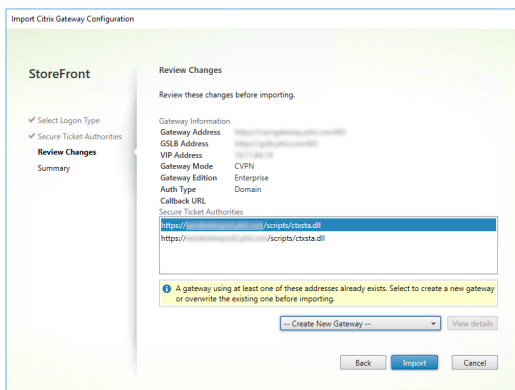 Import Citrix Gateway Configuration
StoreFront
Select Logon Type
Secure Ticket Authorities
Review Changes
Summary
Review Changes
Review these changes before importing.
Gateway Information
Gateway Address
GSLB Address
VIP Address
Gateway Mode CVPN
Gateway Edition Enterprise
Auth Type Domain
Callback URL
Secure Ticket Authorities
https:// /scripts/ctxsta.dll
https:// /scripts/ctxsta.dll
A gateway using at least one of these addresses already exists. Select to create a new gateway
or overwrite the existing one before importing.
-- Create New Gateway -- View details
Back Import Cancel